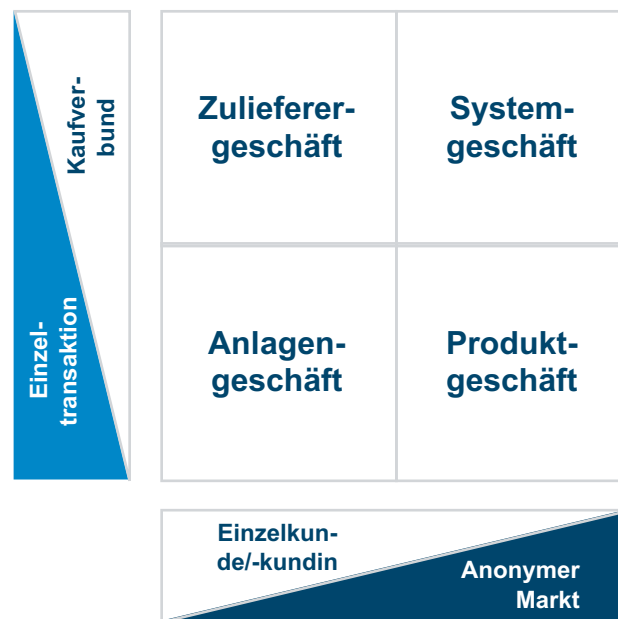 Kaufver-
bund
Einzel-
transaktion
Zulieferer-
geschäft
System-
geschäft
Anlagen-
geschäft
Produkt-
geschäft
Einzelkun-
de/-kundin
Anonymer
Markt